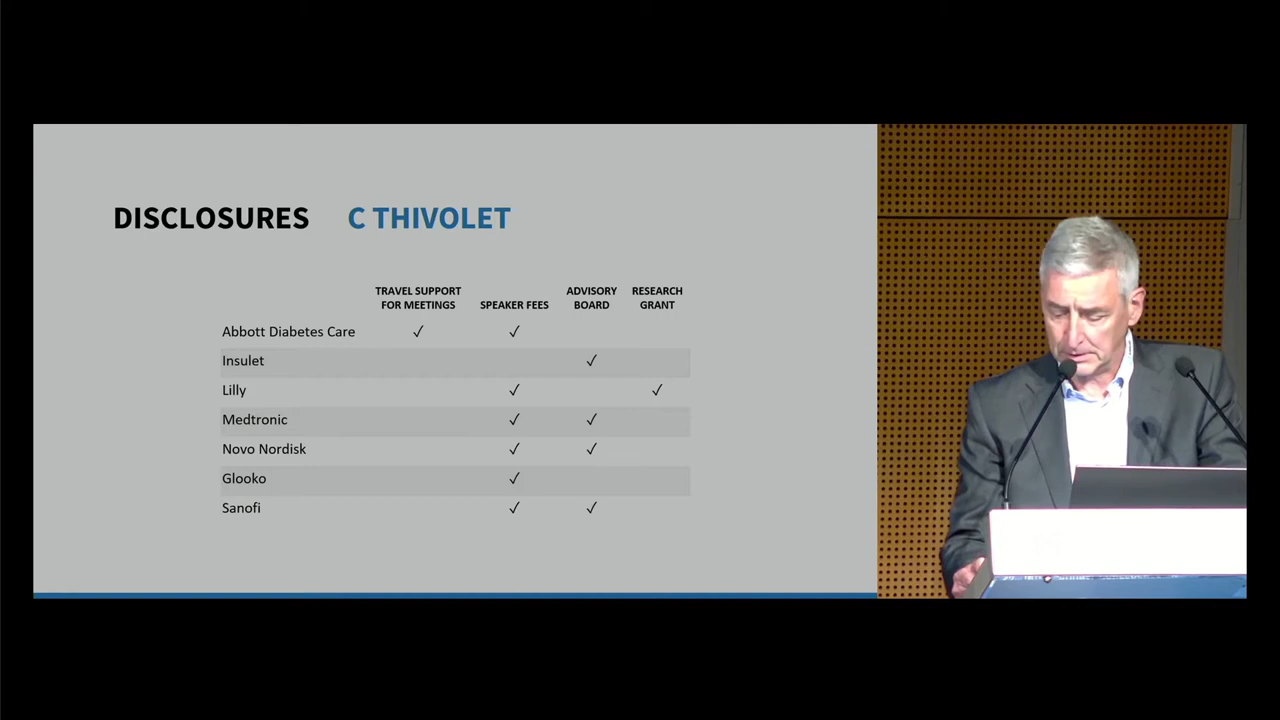 DISCLOSURES C THIVOLET
TRAVEL SUPPORT FOR MEETINGS SPEAKER FEES ADVISORY BOARD RESEARCH GRANT
Abbott Diabetes Care ✓ ✓
Insulet ✓
Lilly ✓ ✓
Medtronic ✓ ✓
Novo Nordisk ✓ ✓
Glooko ✓
Sanofi ✓ ✓